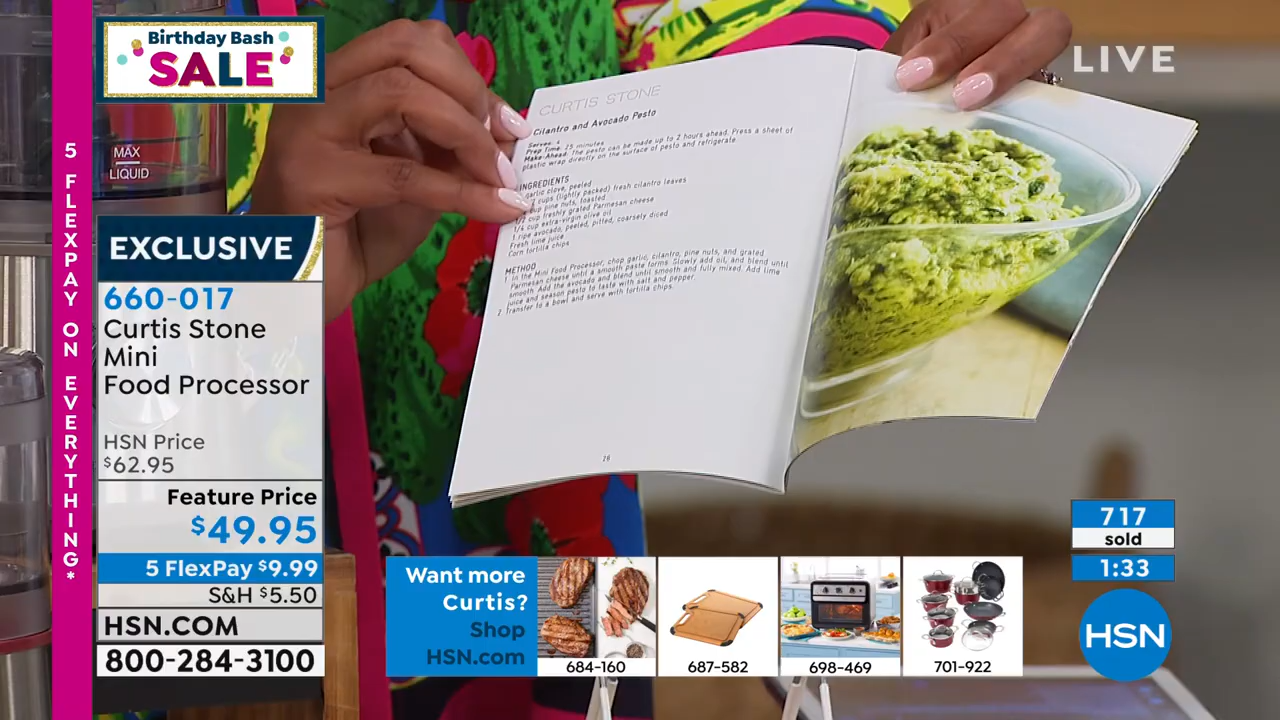 Birthday Bash
SALE
LIVE
5 FLEXPAY ON EVERYTHING*
MAX
LIQUID
EXCLUSIVE
660-017
Curtis Stone
Mini
Food Processor
HSN Price
$62.95
Feature Price
$49.95
5 FlexPay $9.99
S&H $5.50
HSN.COM
800-284-3100
CURTIS STONE
Cilantro and Avocado Pesto
Serves: 4
Prep Time: 25 minutes
Make-Ahead: The pesto can be made up to 2 hours ahead. Press a sheet of
plastic wrap directly on the surface of pesto and refrigerate.
INGREDIENTS
garlic clove, peeled
cups (lightly packed) fresh cilantro leaves
cup pine nuts, toasted
1/2 cup freshly grated Parmesan cheese
1/4 cup extra-virgin olive oil
1 ripe avocado, peeled, pitted, coarsely diced
Fresh lime juice
Corn tortilla chips
METHOD
1. In the Mini Food Processor, chop garlic, cilantro, pine nuts, and grated
Parmesan cheese until a smooth paste forms. Slowly add oil, and blend until
smooth. Add the avocado and blend until smooth and fully mixed. Add lime
juice and season pesto to taste with salt and pepper.
2. Transfer to a bowl and serve with tortilla chips.
28
717
sold
1:33
HSN
Want more
Curtis?
Shop
HSN.com
684-160
687-582
698-469
701-922